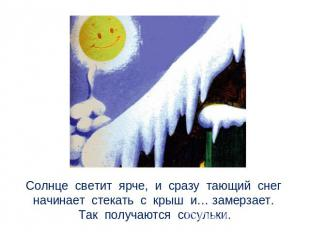 Солнце светит ярче, и сразу тающий снег
начинает стекать с крыш и... замерзает.
Так получаются сосульки.